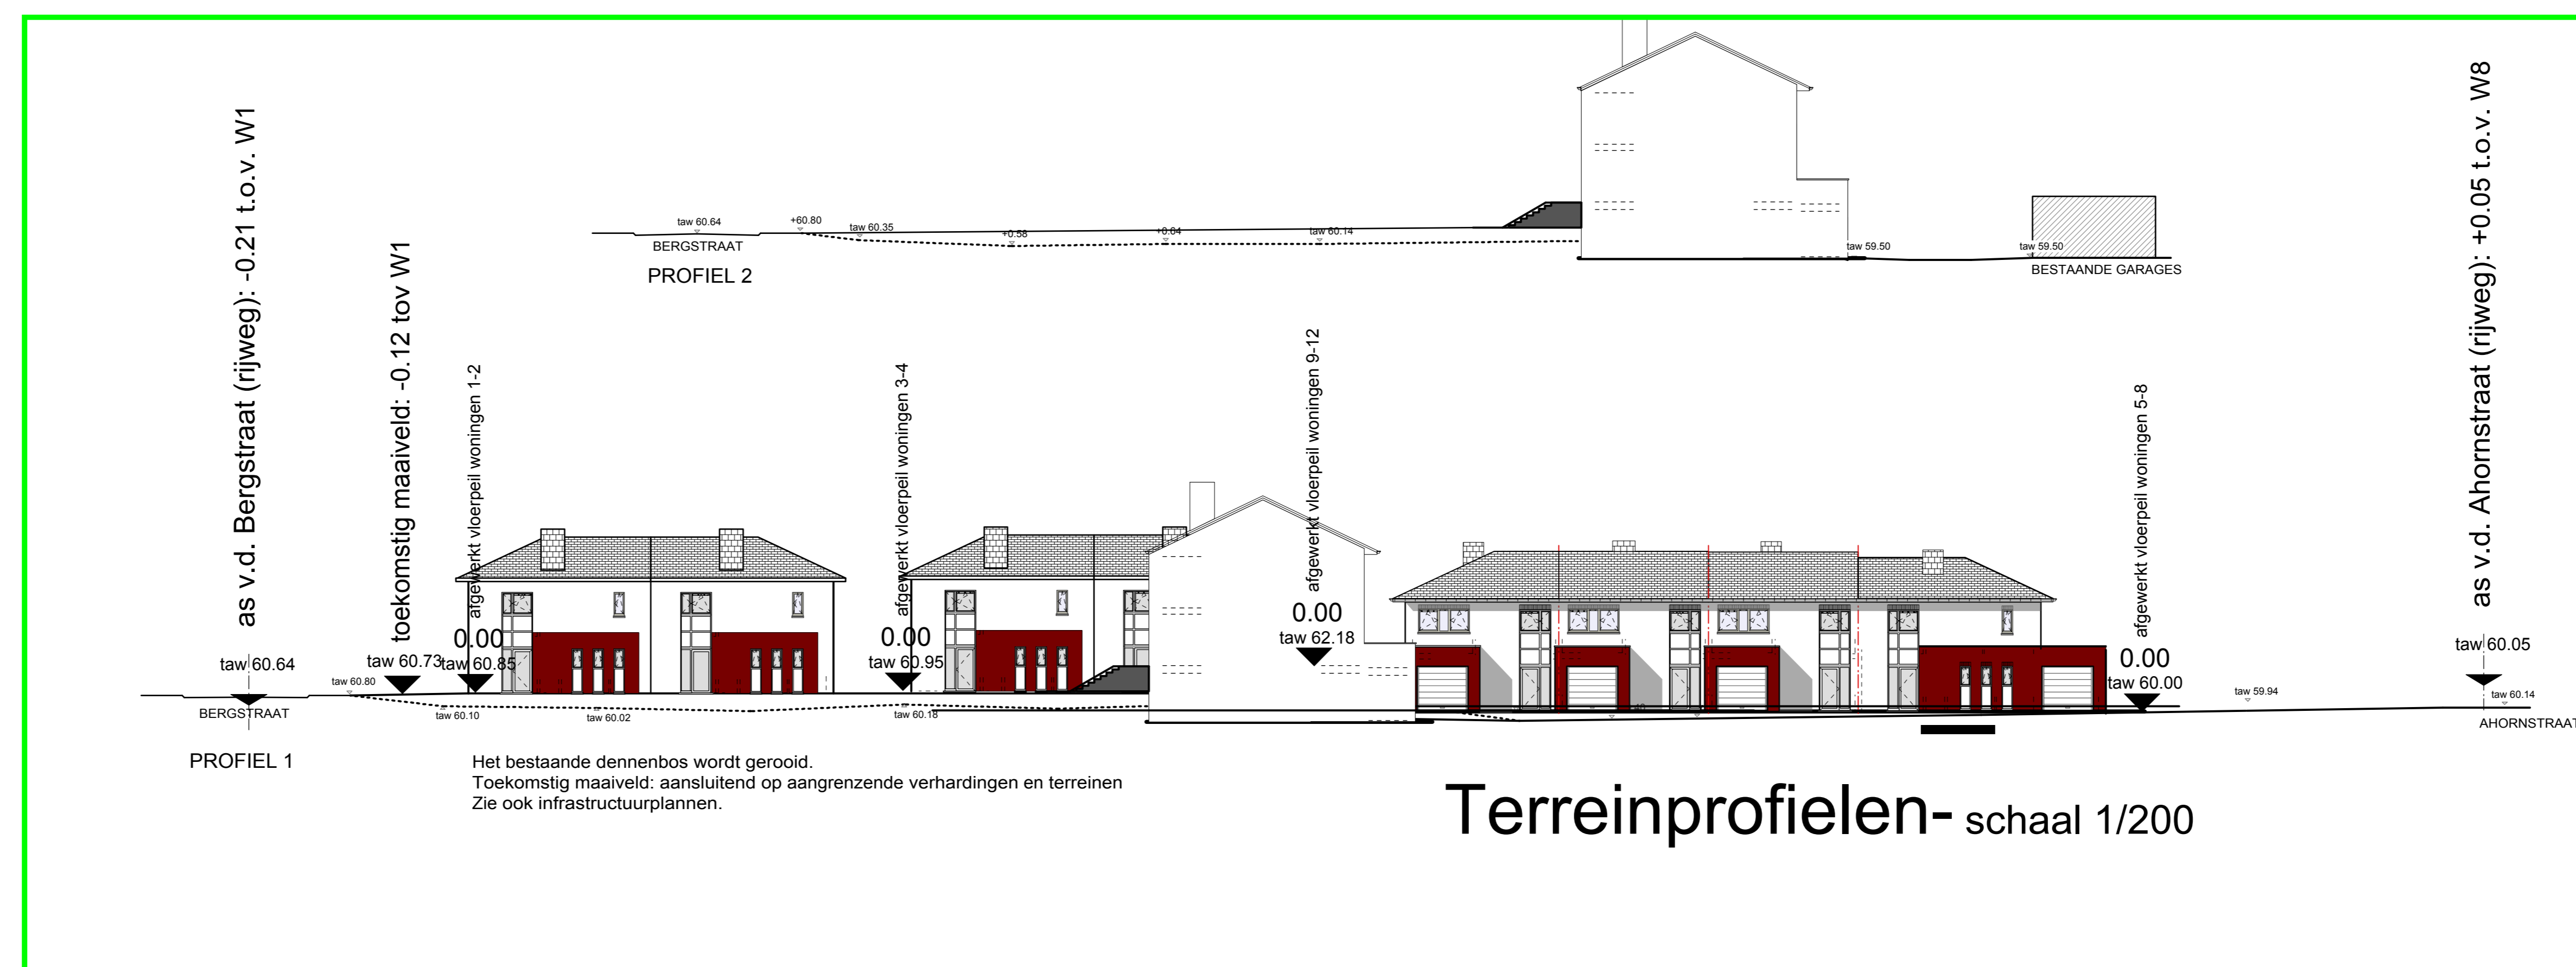 as v.d. Bergstraat (rijweg): -0.21 t.o.v. W1
toekomstig maaiveld: -0.12 tov W1
afgewerkt vloerpeil woningen 1-2
afgewerkt vloerpeil woningen 3-4
afgewerkt vloerpeil woningen 9-12
afgewerkt vloerpeil woningen 5-8
as v.d. Ahornstraat (rijweg): +0.05 t.o.v. W8
taw 60.64
+60.80
taw 60.35
+0.58
+0.64
taw 60.14
taw 59.50
taw 59.50
BERGSTRAAT
BESTAANDE GARAGES
PROFIEL 2
0.00
taw 62.18
0.00
taw 60.85
0.00
taw 60.95
0.00
taw 60.00
taw 60.64
taw 60.73
taw 60.05
taw 60.80
taw 59.94
taw 60.14
BERGSTRAAT
taw 60.10
taw 60.02
taw 60.18
AHORNSTRAAT
PROFIEL 1
Het bestaande dennenbos wordt gerooid.
Toekomstig maaiveld: aansluitend op aangrenzende verhardingen en terreinen
Zie ook infrastructuurplannen.
Terreinprofielen- schaal 1/200